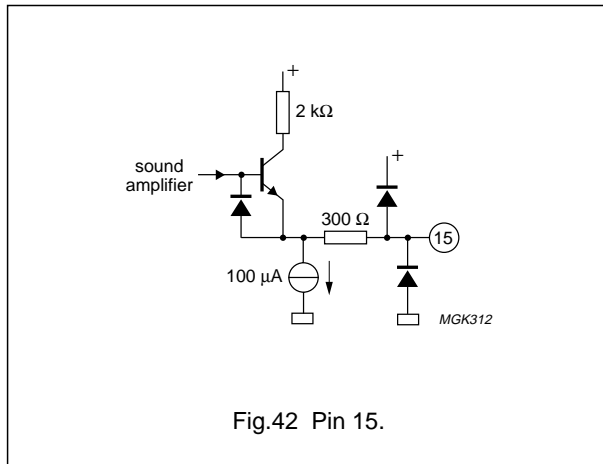 +
2 kΩ
sound
amplifier
+
300 Ω
15
100 μA
MGK312
Fig.42 Pin 15.